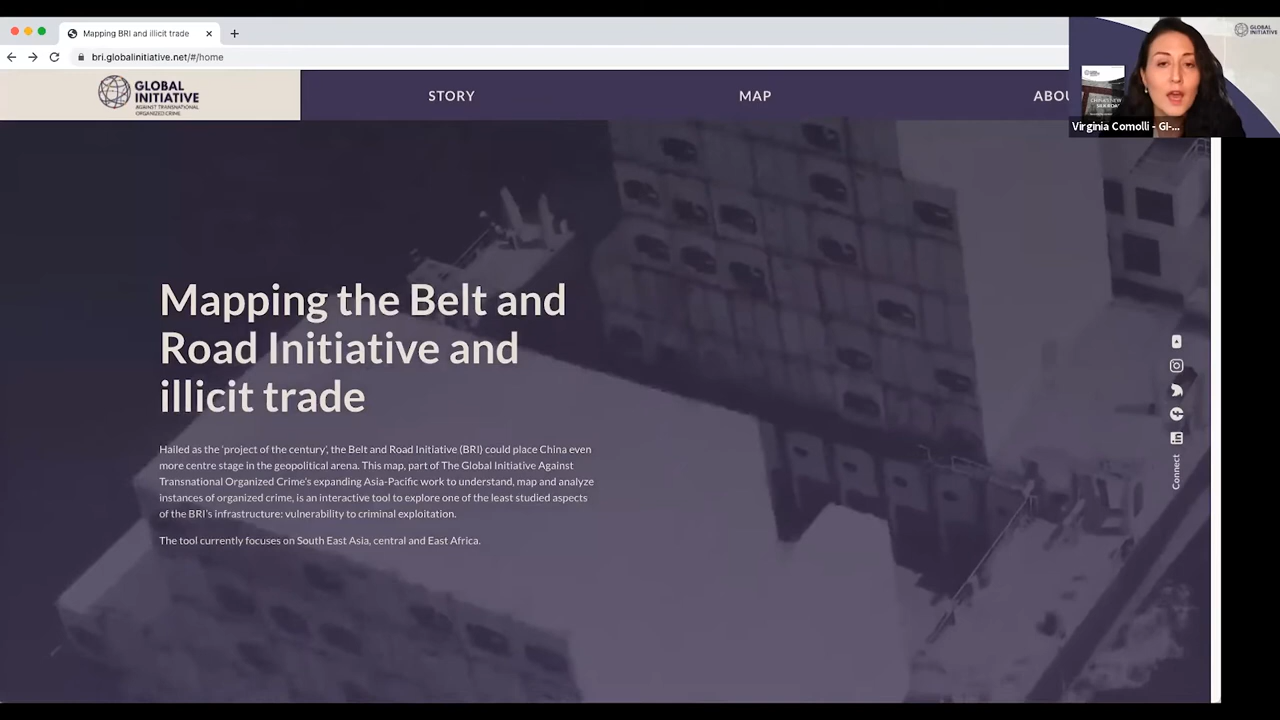 Mapping BRI and illicit trade
bri.globalinitiative.net/#/home
GLOBAL
INITIATIVE
AGAINST TRANSNATIONAL
ORGANIZED CRIME
STORY
MAP
ABOU
GLOBAL
INITIATIVE
Virginia Comolli - GI-...
Mapping the Belt and
Road Initiative and
illicit trade
Hailed as the 'project of the century', the Belt and Road Initiative (BRI) could place China even
more centre stage in the geopolitical arena. This map, part of The Global Initiative Against
Transnational Organized Crime's expanding Asia-Pacific work to understand, map and analyze
instances of organized crime, is an interactive tool to explore one of the least studied aspects
of the BRI's infrastructure: vulnerability to criminal exploitation.
The tool currently focuses on South East Asia, central and East Africa.
Connect